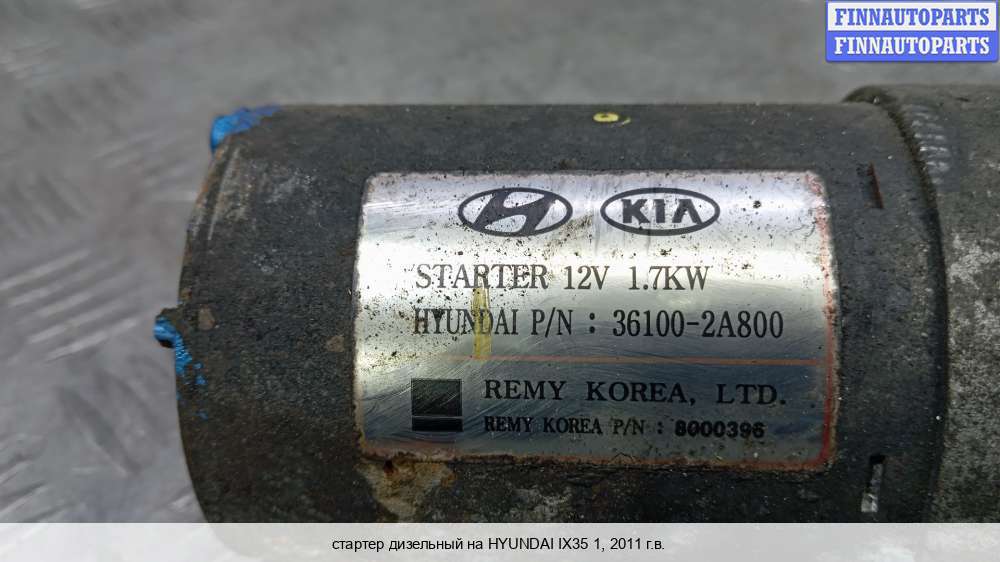 FINNAUTOPARTS
FINNAUTOPARTS
KIA
STARTER 12V 1.7KW
HYUNDAI P/N : 36100-2A800
REMY KOREA, LTD.
REMY KOREA P/N : 8000396
стартер дизельный на HYUNDAI IX35 1, 2011 г.в.